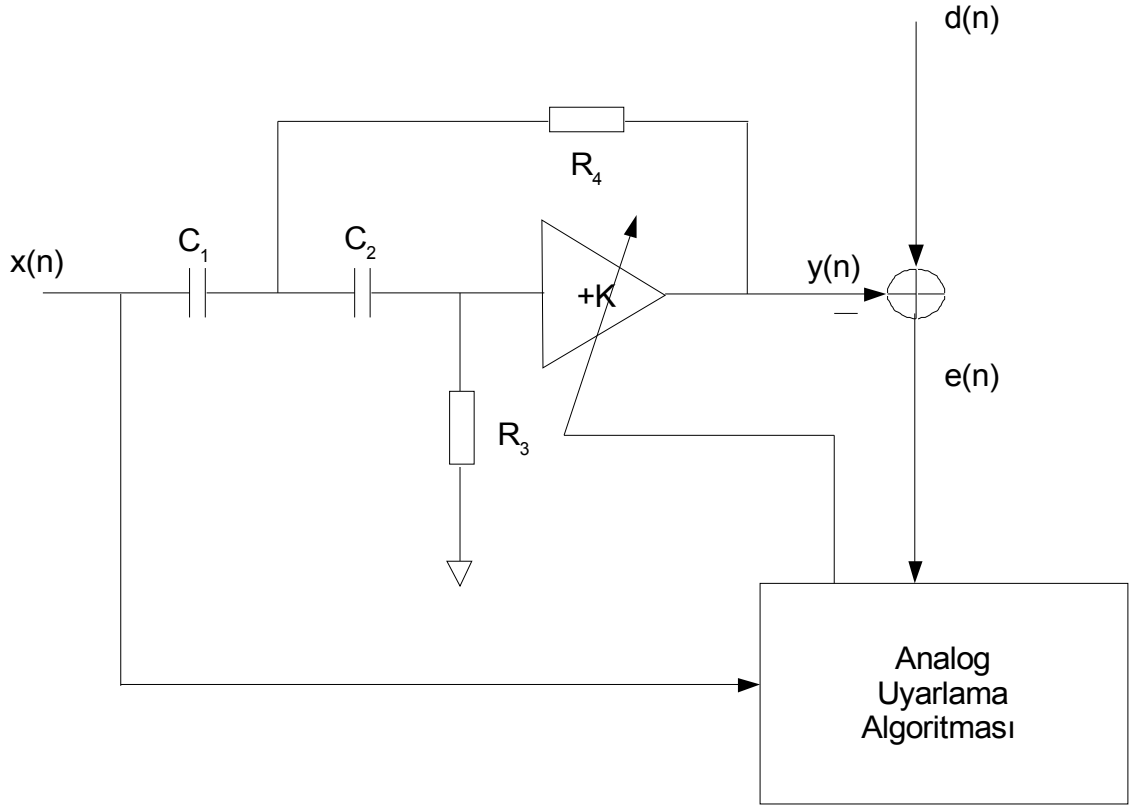 d(n)
R4
C1
C2
x(n)
+K
y(n)
—
e(n)
R3
Analog
Uyarlama
Algoritması